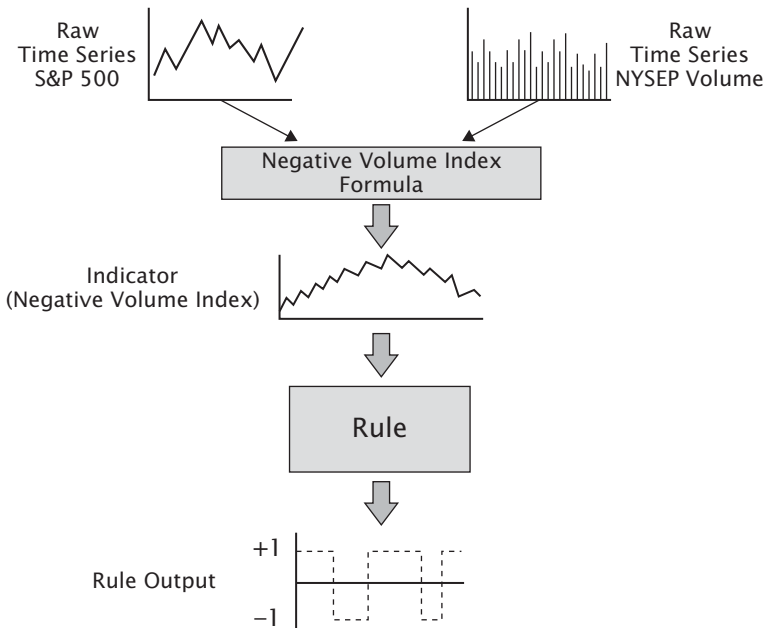 Raw
Time Series
S&P 500
Raw
Time Series
NYSEP Volume
Negative Volume Index
Formula
Indicator
(Negative Volume Index)
Rule
+1
Rule Output
−1